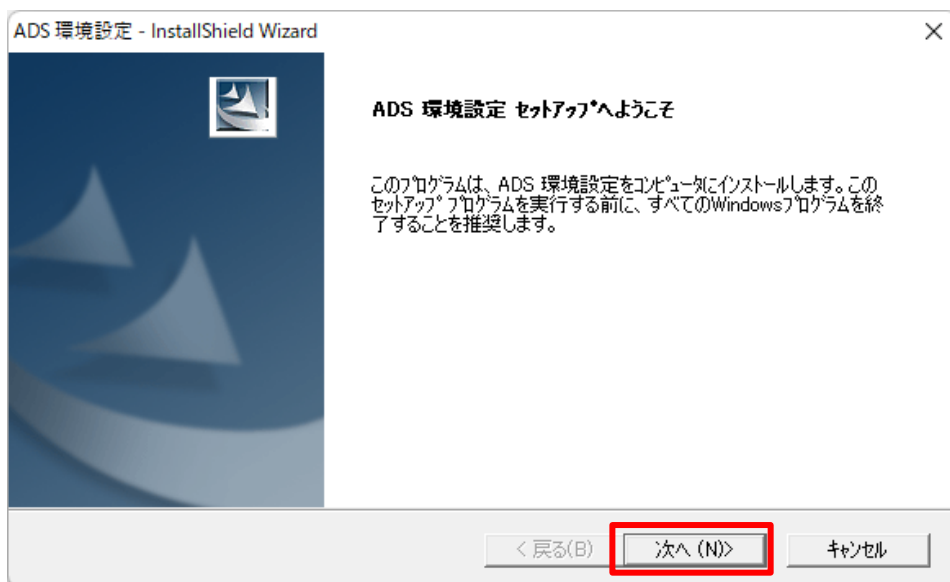 ADS 環境設定 - InstallShield Wizard
ADS 環境設定 ｾｯﾄｱｯﾌﾟへようこそ
このﾌﾟﾛｸﾞﾗﾑは、ADS 環境設定をｺﾝﾋﾟｭｰﾀにｲﾝｽﾄｰﾙします。この
ｾｯﾄｱｯﾌﾟ ﾌﾟﾛｸﾞﾗﾑを実行する前に、すべてのWindowsﾌﾟﾛｸﾞﾗﾑを終
了することを推奨します。
< 戻る(B)
次へ (N)>
ｷｬﾝｾﾙ